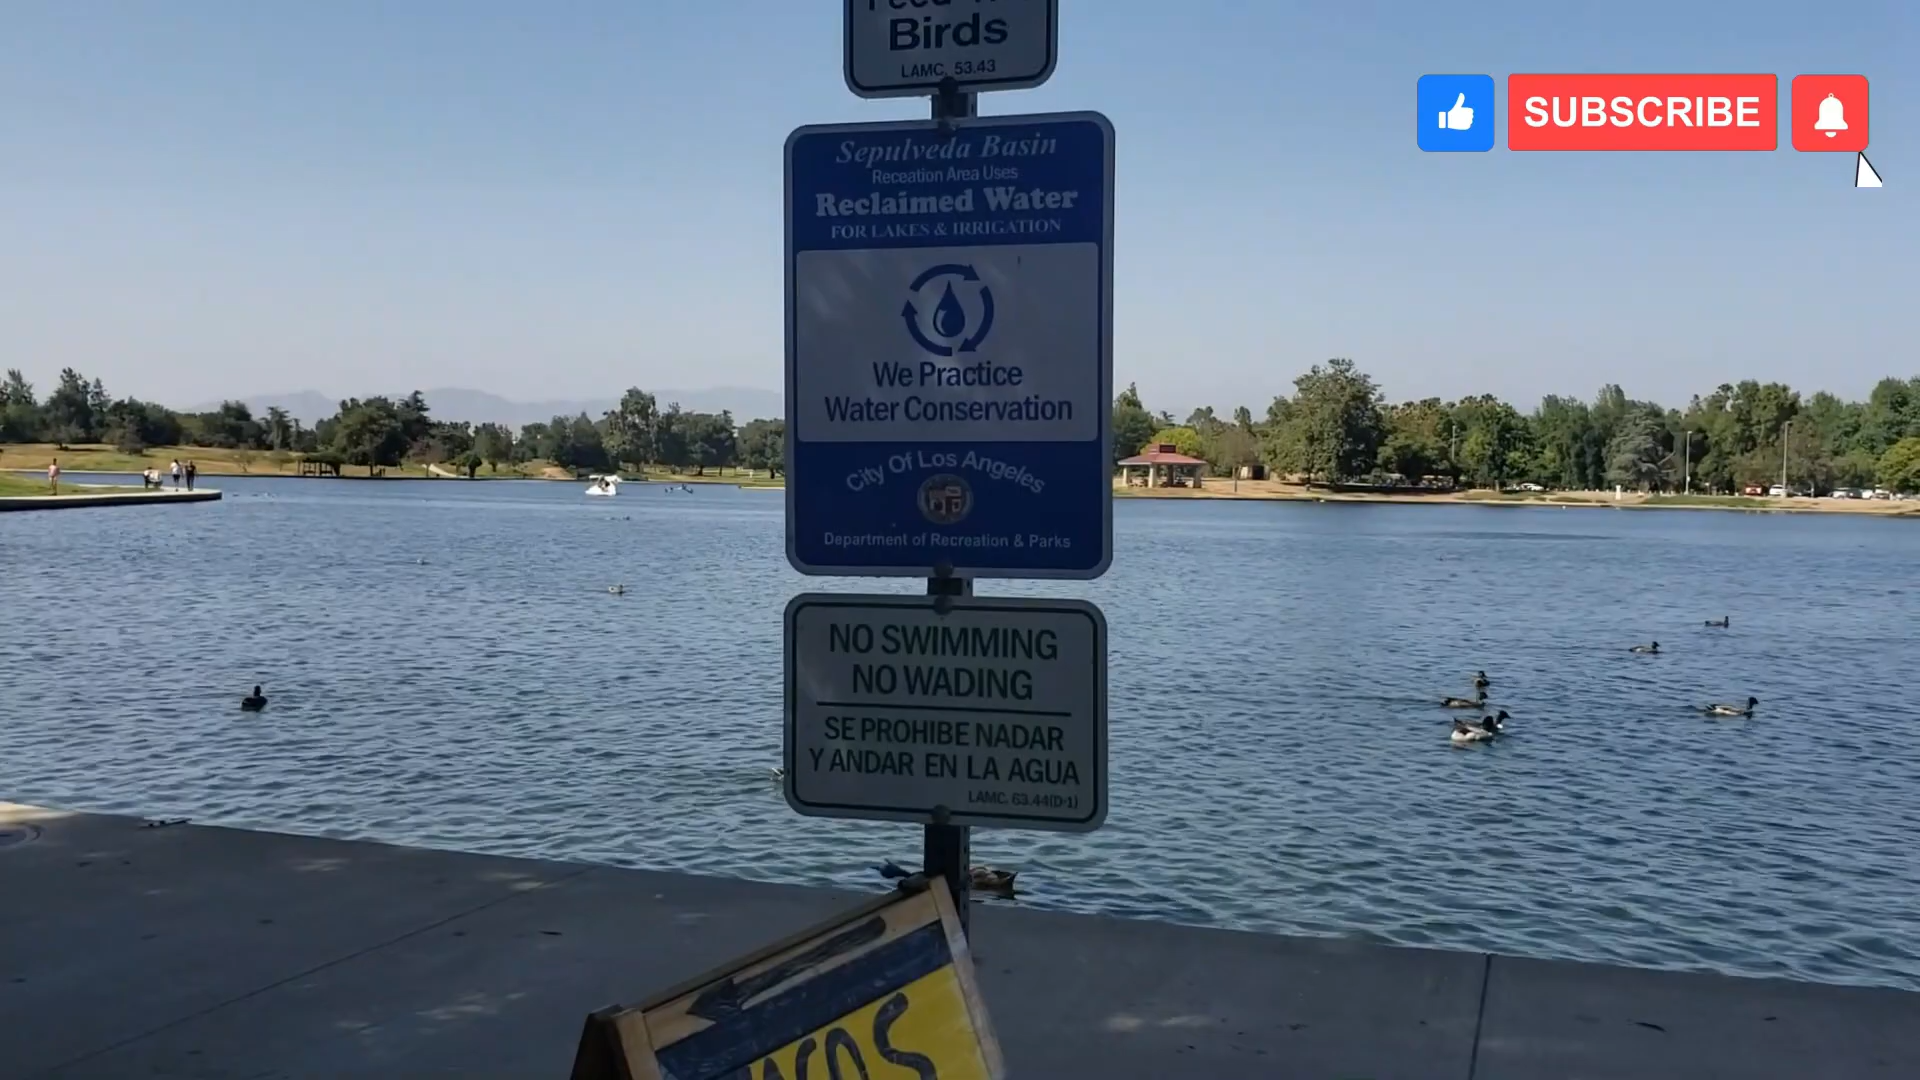 Birds
LAMC. 53.43
SUBSCRIBE
Sepulveda Basin
Receation Area Uses
Reclaimed Water
FOR LAKES & IRRIGATION
We Practice
Water Conservation
City Of Los Angeles
Department of Recreation & Parks
NO SWIMMING
NO WADING
SE PROHIBE NADAR
Y ANDAR EN LA AGUA
LAMC. 63.44(D-1)